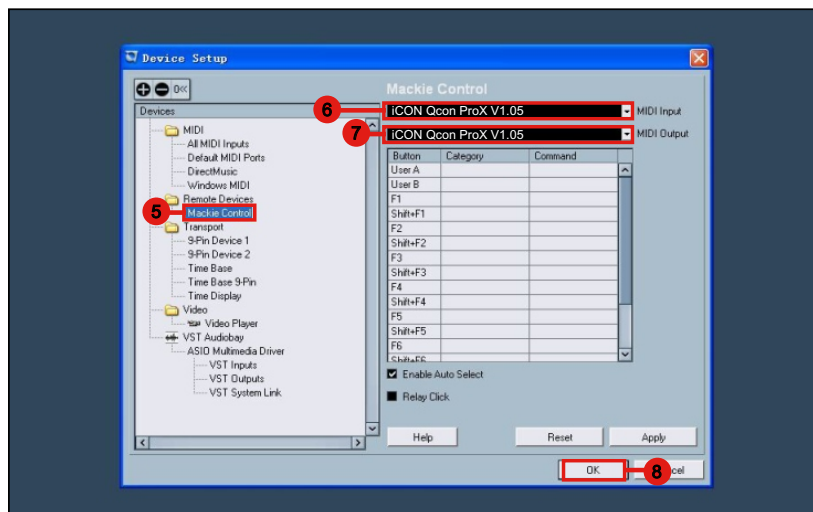 Device Setup
0«
Mackie Control
Devices
6 iCON Qcon ProX V1.05 MIDI Input
7 iCON Qcon ProX V1.05 MIDI Output
MIDI
All MIDI Inputs
Default MIDI Ports
DirectMusic
Windows MIDI
Remote Devices
5 Mackie Control
Transport
9-Pin Device 1
9-Pin Device 2
Time Base
Time Base 9-Pin
Time Display
Video
Video Player
VST Audiobay
ASIO Multimedia Driver
VST Inputs
VST Outputs
VST System Link
Button Category Command
User A
User B
F1
Shift+F1
F2
Shift+F2
F3
Shift+F3
F4
Shift+F4
F5
Shift+F5
F6
Shift+F6
Enable Auto Select
Relay Click
Help Reset Apply
OK 8 cel